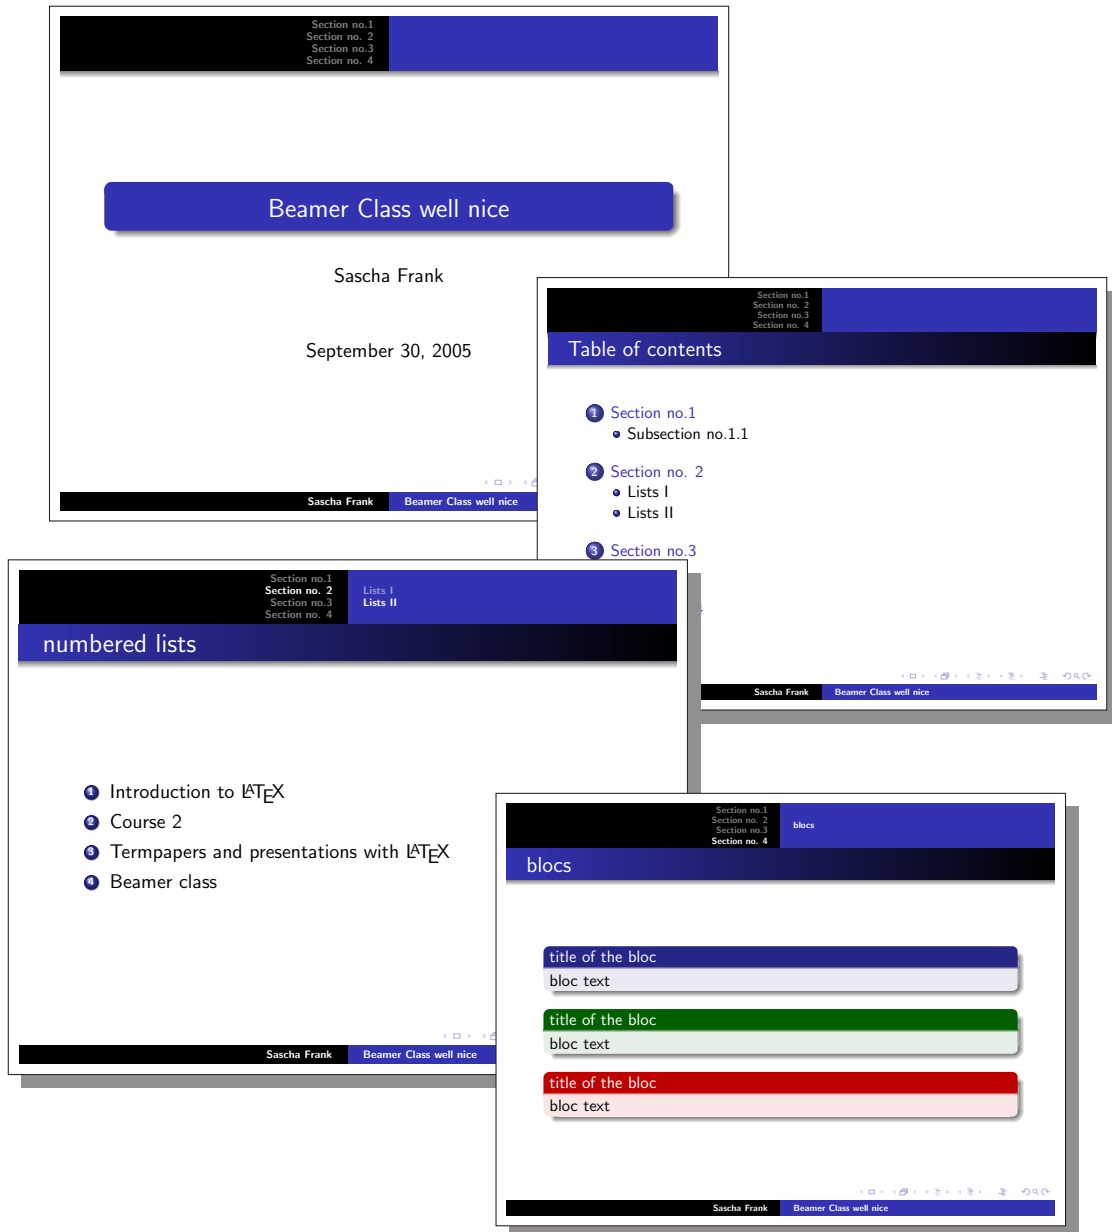 Section no.1
Section no. 2
Section no.3
Section no. 4
Beamer Class well nice
Sascha Frank
September 30, 2005
Sascha Frank Beamer Class well nice
Section no.1
Section no. 2
Section no.3
Section no. 4
Table of contents
1 Section no.1
Subsection no.1.1
2 Section no. 2
Lists I
Lists II
3 Section no.3
Sascha Frank Beamer Class well nice
Section no.1
Section no. 2 Lists I
Section no.3 Lists II
Section no. 4
numbered lists
1 Introduction to LATEX
2 Course 2
3 Termpapers and presentations with LATEX
4 Beamer class
Sascha Frank Beamer Class well nice
Section no.1
Section no. 2 blocs
Section no.3
Section no. 4
blocs
title of the bloc
bloc text
title of the bloc
bloc text
title of the bloc
bloc text
Sascha Frank Beamer Class well nice